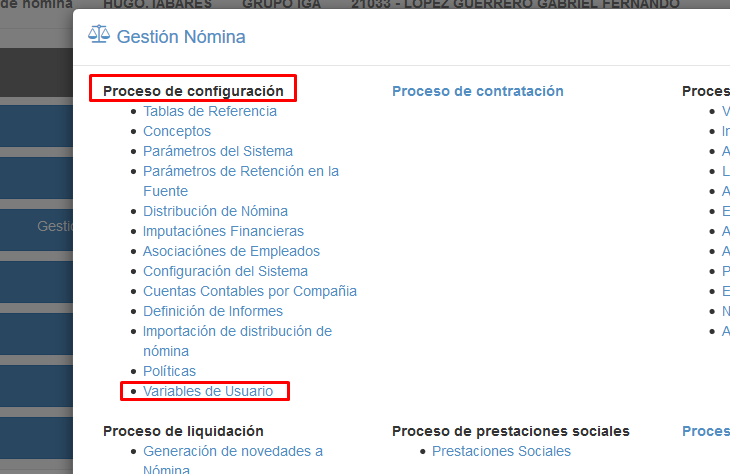 de nómina HUGO.TABARES GRUPO IGA 21033 - LOPEZ GUERRERO GABRIEL FERNANDO
Gestión Nómina
Proceso de configuración
Tablas de Referencia
Conceptos
Parámetros del Sistema
Parámetros de Retención en la
Fuente
Distribución de Nómina
Imputaciónes Financieras
Asociaciónes de Empleados
Configuración del Sistema
Cuentas Contables por Compañia
Definición de Informes
Importación de distribución de
nómina
Políticas
Variables de Usuario
Proceso de contratación
Proces
V
A
L
A
E
A
A
P
E
N
A
Gestió
Proceso de liquidación
Generación de novedades a
Nómina
Proceso de prestaciones sociales
Prestaciones Sociales
Proces